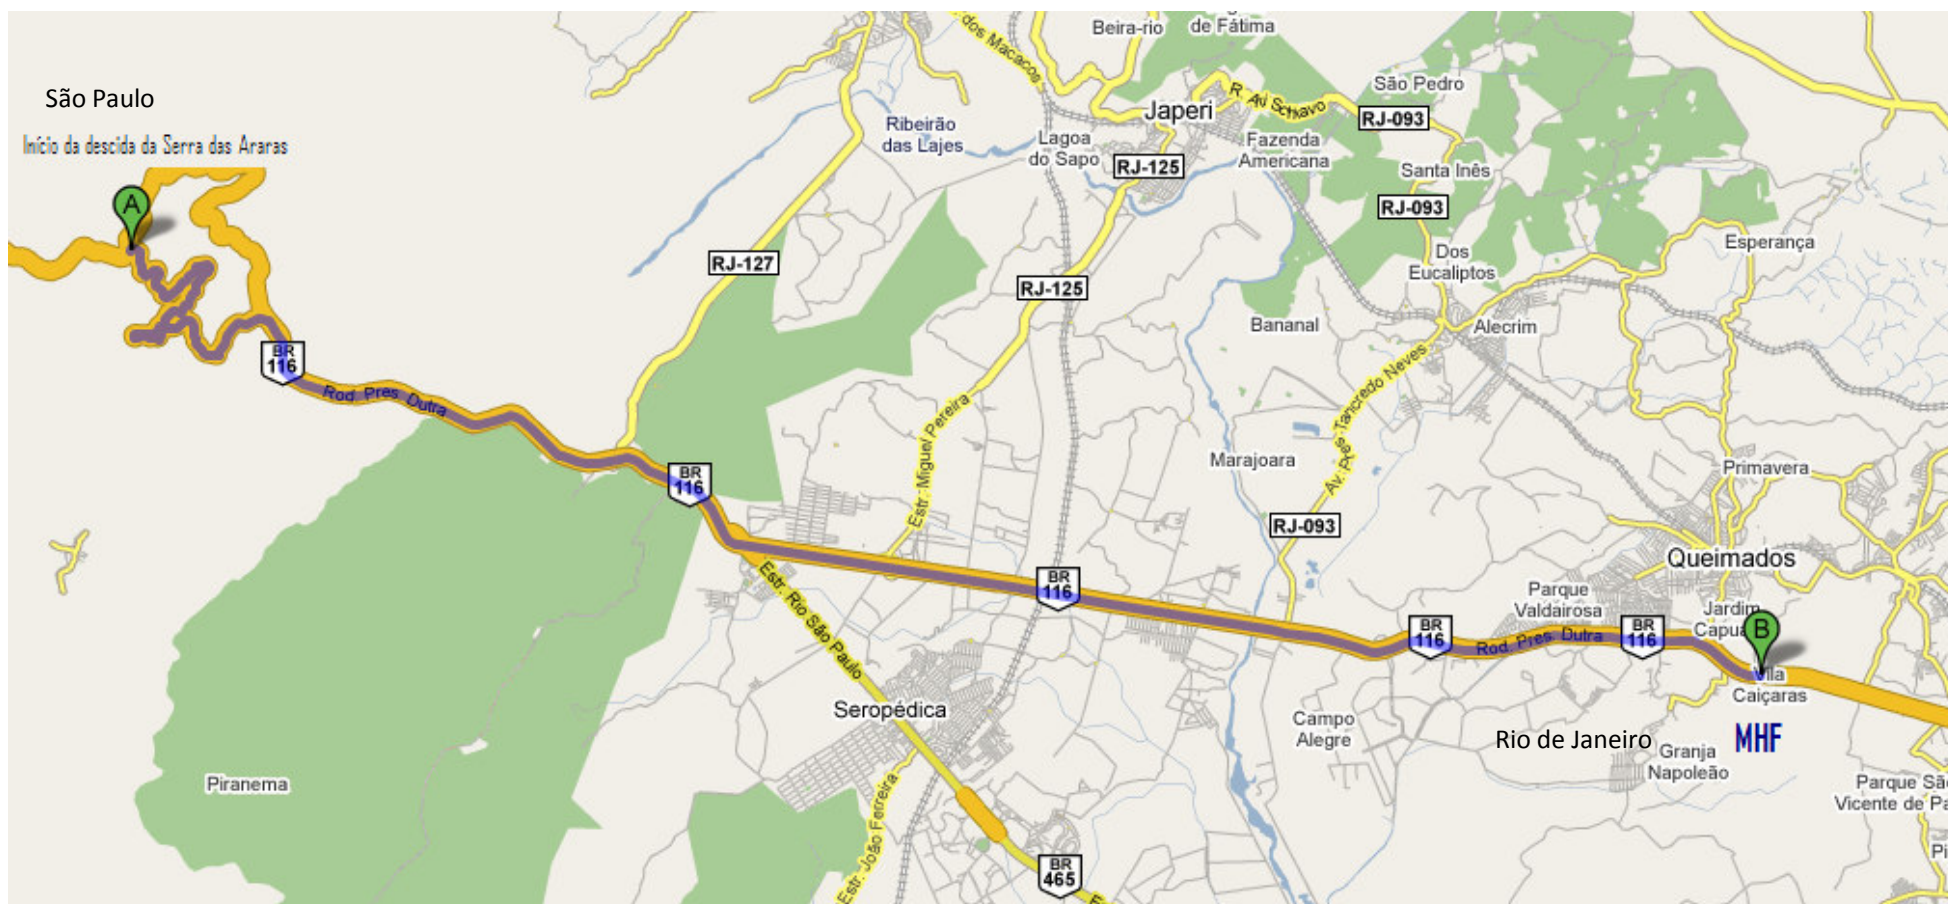 dos Macacos
Beira-rio
de Fátima
São Paulo
Início da descida da Serra das Araras
A
Ribeirão
das Lajes
Lagoa
do Sapo
Japeri
RJ-125
R. Ari Schiavo
São Pedro
RJ-093
Fazenda
Americana
Santa Inês
RJ-093
Dos
Eucaliptos
Esperança
RJ-127
RJ-125
Bananal
Alecrim
BR
116
Rod Pres Dutra
Estr. Miguel Pereira
Av. Pres Tancredo Neves
Marajoara
Primavera
BR
116
RJ-093
Queimados
Estr. Rio São Paulo
BR
116
Parque
Valdairosa
Jardim
BR
116
Rod Pres Dutra
BR
116
B
Vila
Caiçaras
Seropédica
Campo
Alegre
Rio de Janeiro
MHF
Granja
Napoleão
Piranema
Estr. João Ferreira
Parque
Vicente de
BR
465